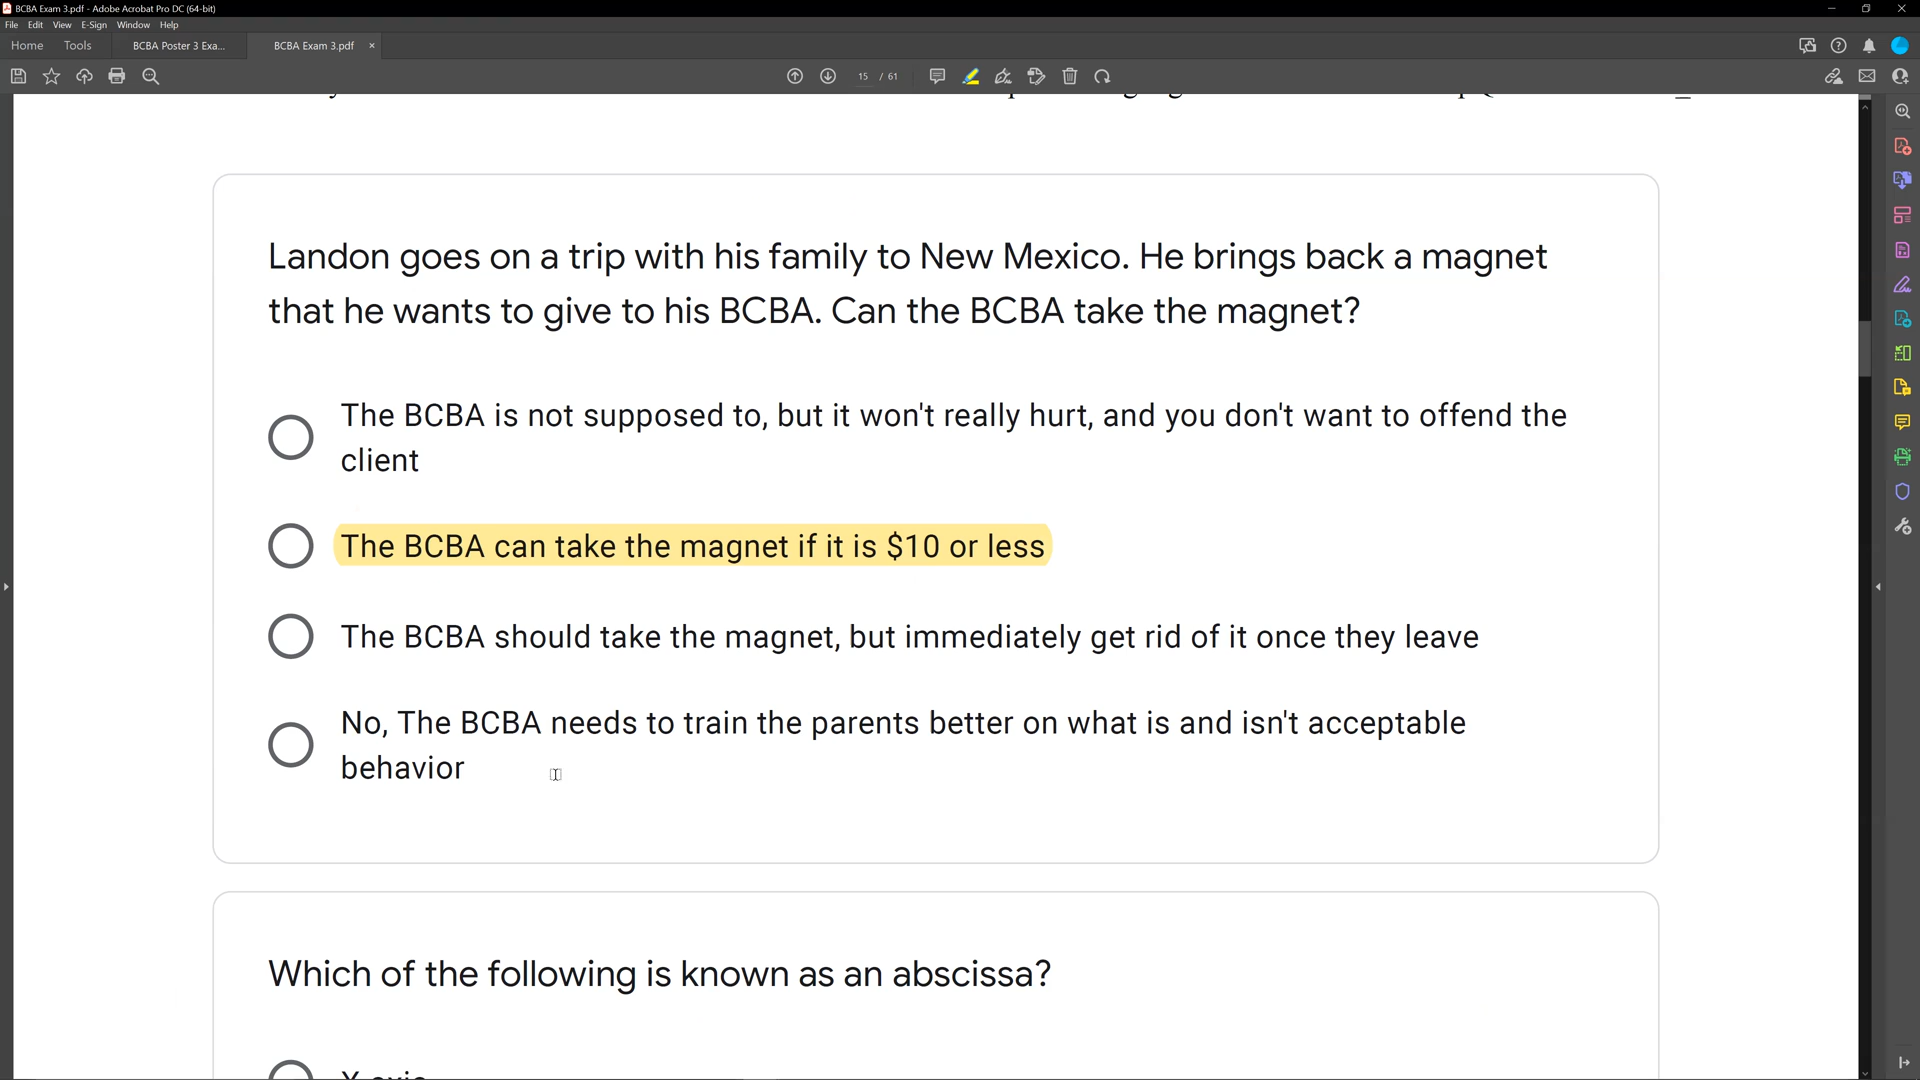 BCBA Exam 3.pdf - Adobe Acrobat Pro DC (64-bit)
File Edit View E-Sign Window Help
Home Tools BCBA Poster 3 Exa... BCBA Exam 3.pdf ×
15 / 61
Landon goes on a trip with his family to New Mexico. He brings back a magnet
that he wants to give to his BCBA. Can the BCBA take the magnet?
The BCBA is not supposed to, but it won't really hurt, and you don't want to offend the
client
The BCBA can take the magnet if it is $10 or less
The BCBA should take the magnet, but immediately get rid of it once they leave
No, The BCBA needs to train the parents better on what is and isn't acceptable
behavior
Which of the following is known as an abscissa?